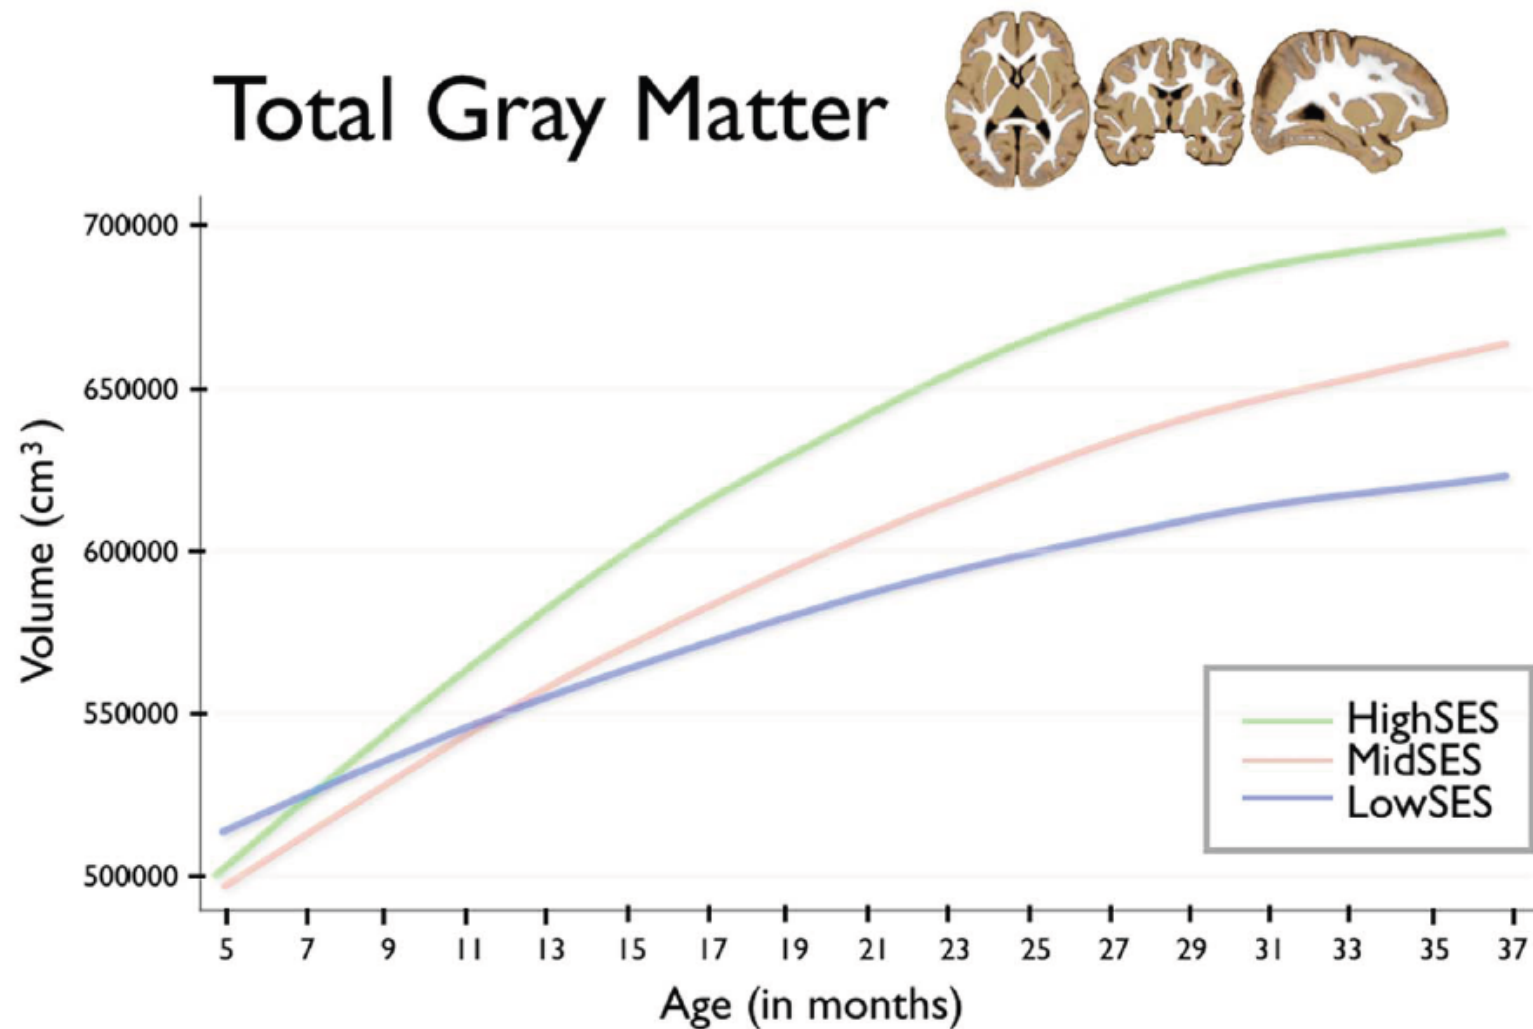 Total Gray Matter
700000
650000
600000
550000
500000
Volume (cm³)
HighSES
MidSES
LowSES
5 7 9 11 13 15 17 19 21 23 25 27 29 31 33 35 37
Age (in months)